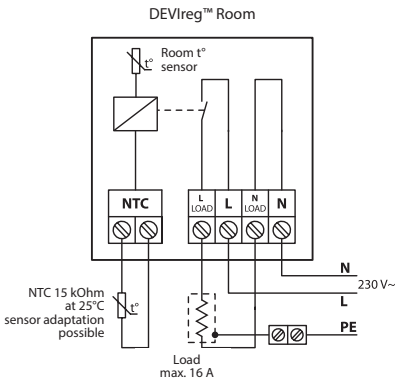 DEVIreg™ Room
Room t°
sensor
t°
NTC
L
LOAD
L
N
LOAD
N
N
230 V~
L
PE
NTC 15 kOhm
at 25°C
sensor adaptation
possible
t°
Load
max. 16 A